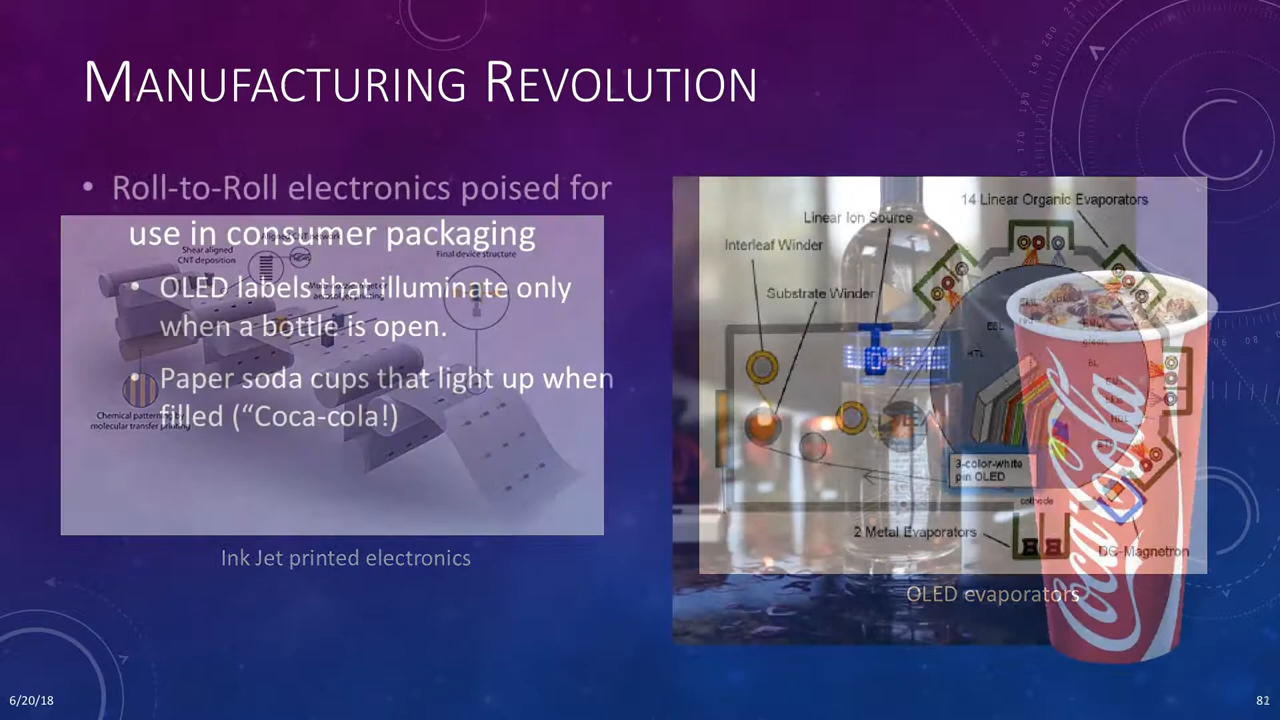 MANUFACTURING REVOLUTION
• Roll-to-Roll electronics poised for
use in consumer packaging
• OLED labels that illuminate only
when a bottle is open.
• Paper soda cups that light up when
filled (“Coca-cola!)
Shear aligned
CNT deposition
Final device structure
Chemical patterning by
molecular transfer printing
Ink Jet printed electronics
Linear Ion Source
14 Linear Organic Evaporators
Interleaf Winder
Substrate Winder
EBL
HTL
BL
3-color-white
pin OLED
cathode
2 Metal Evaporators
DC-Magnetron
Coca-Cola
OLED evaporators
6/20/18